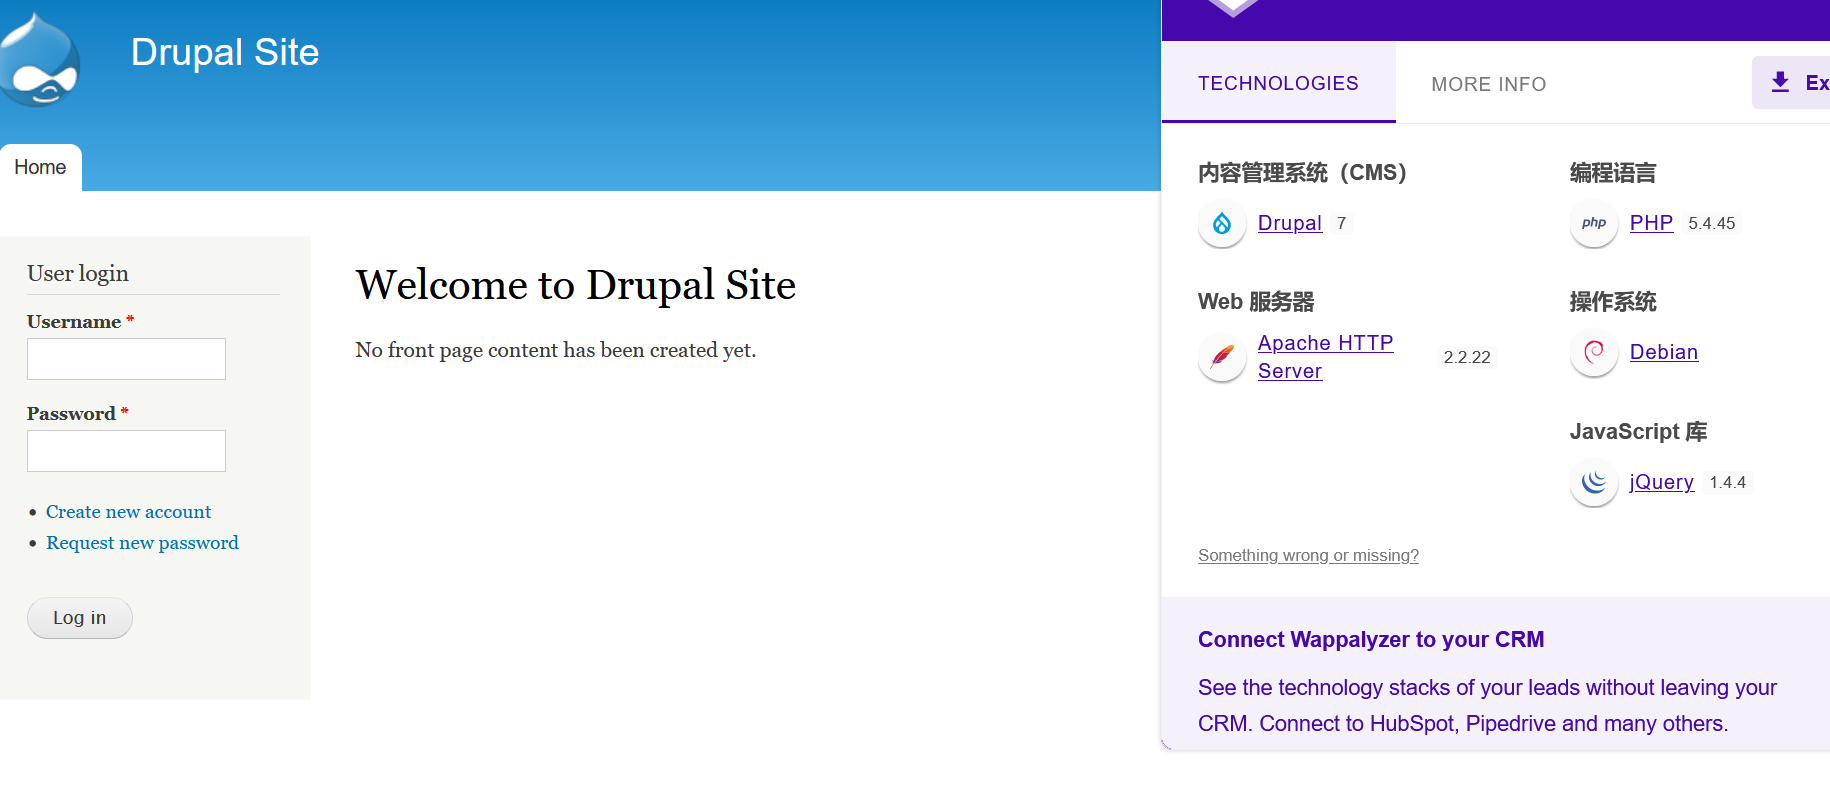 Drupal Site
Home
User login
Username *
Password *
Create new account
Request new password
Log in
Welcome to Drupal Site
No front page content has been created yet.
TECHNOLOGIES
MORE INFO
Ex
内容管理系统（CMS）
Drupal 7
编程语言
php PHP 5.4.45
Web 服务器
Apache HTTP
Server
2.2.22
操作系统
Debian
JavaScript 库
jQuery 1.4.4
Something wrong or missing?
Connect Wappalyzer to your CRM
See the technology stacks of your leads without leaving your
CRM. Connect to HubSpot, Pipedrive and many others.